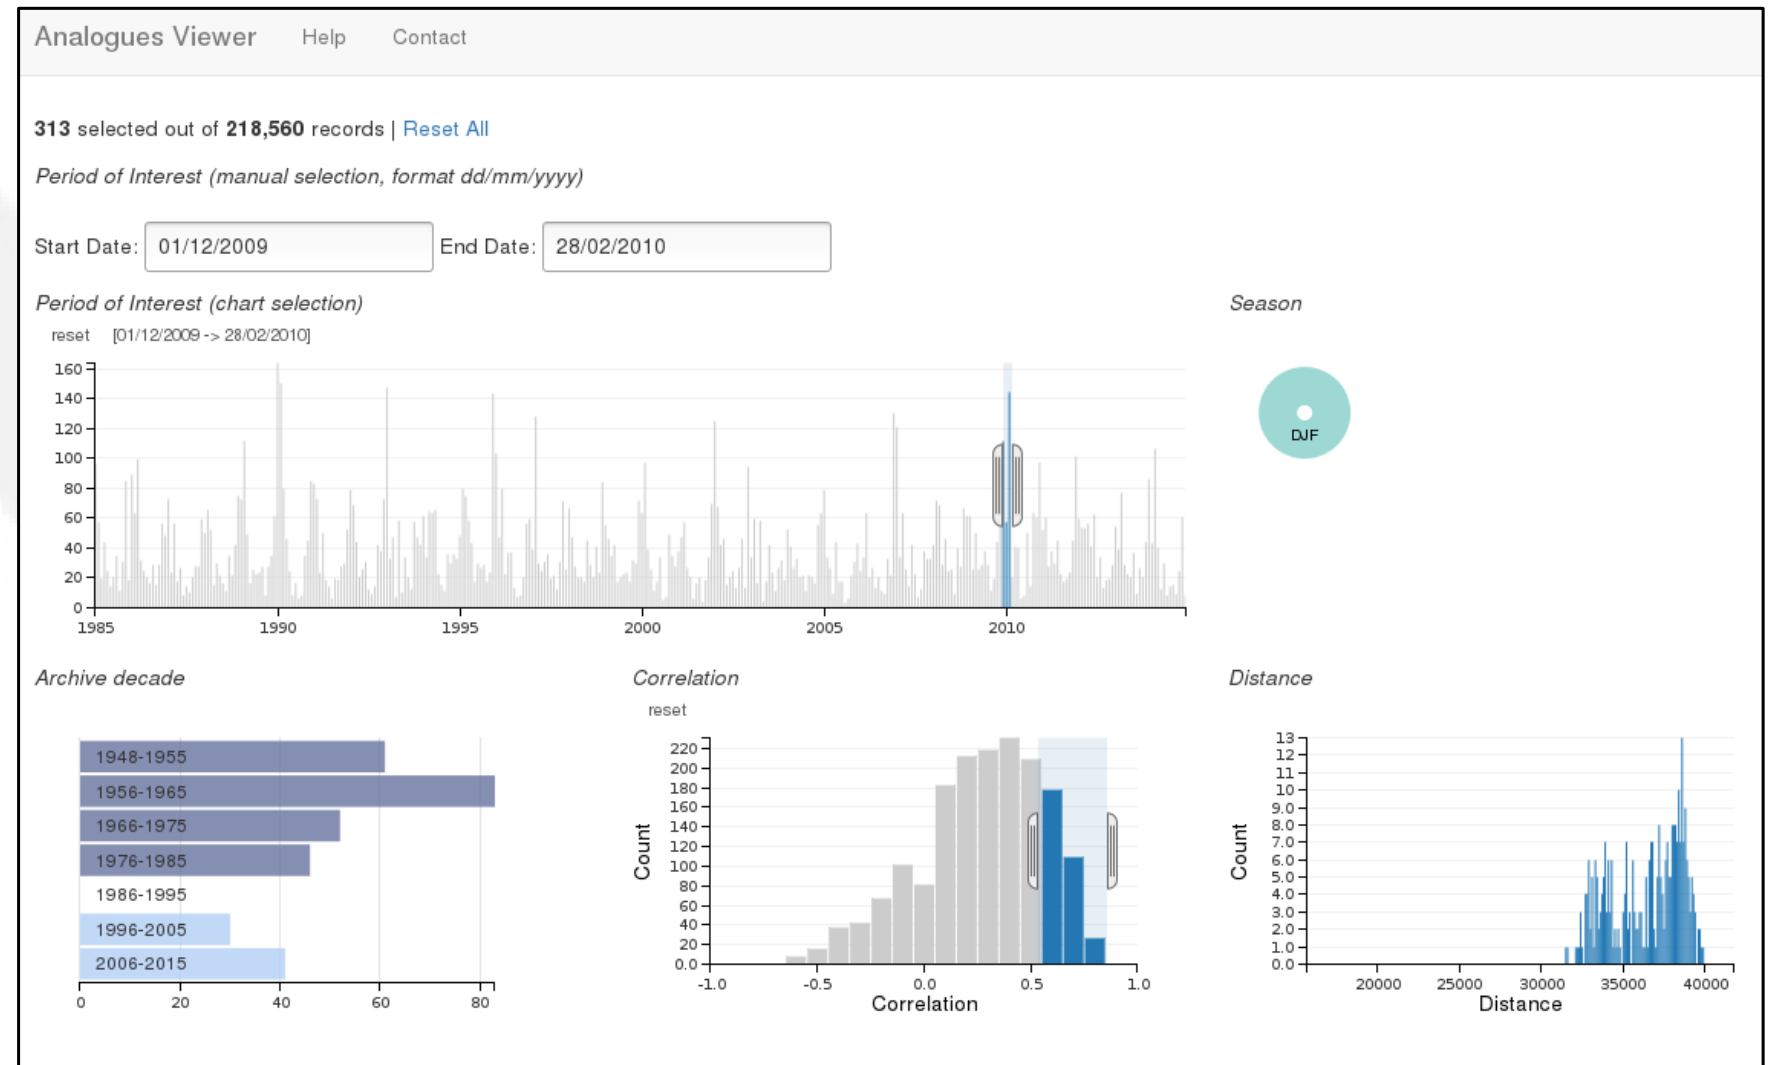 Analogues Viewer Help Contact
313 selected out of 218,560 records | Reset All
Period of Interest (manual selection, format dd/mm/yyyy)
Start Date: 01/12/2009 End Date: 28/02/2010
Period of Interest (chart selection)
reset [01/12/2009 -> 28/02/2010]
160
140
120
100
80
60
40
20
0
1985 1990 1995 2000 2005 2010
Season
DJF
Archive decade
1948-1955
1956-1965
1966-1975
1976-1985
1986-1995
1996-2005
2006-2015
0 20 40 60 80
Correlation
reset
Count
220
200
180
160
140
120
100
80
60
40
20
0.0
-1.0 -0.5 0.0 0.5 1.0
Correlation
Distance
Count
13
12
11
10
9.0
8.0
7.0
6.0
5.0
4.0
3.0
2.0
1.0
0.0
20000 25000 30000 35000 40000
Distance